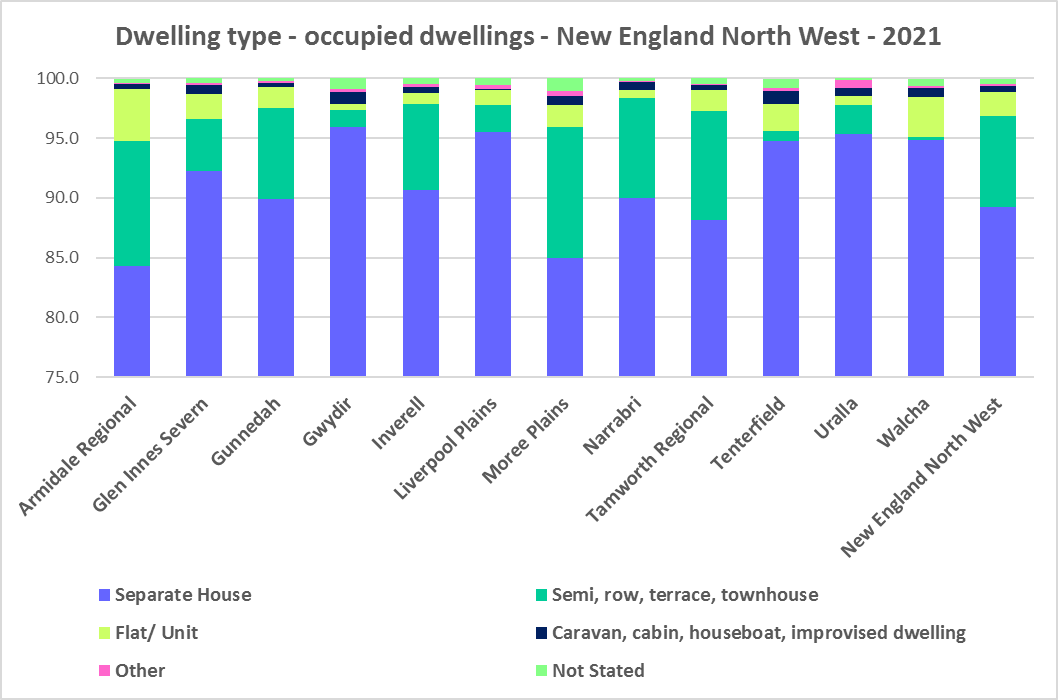 Dwelling type - occupied dwellings - New England North West - 2021
100.0
95.0
90.0
85.0
80.0
75.0
Armidale Regional
Glen Innes Severn
Gunnedah
Gwydir
Inverell
Liverpool Plains
Moree Plains
Narrabri
Tamworth Regional
Tenterfield
Uralla
Walcha
New England North West
Separate House
Semi, row, terrace, townhouse
Flat/ Unit
Caravan, cabin, houseboat, improvised dwelling
Other
Not Stated